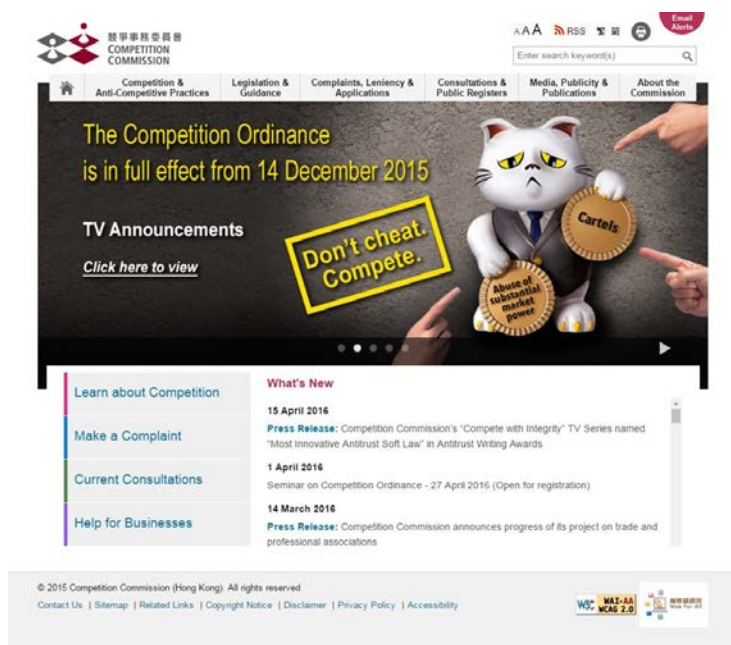 Email
Alerts
競爭事務委員會
COMPETITION
COMMISSION
AAA RSS 繁 簡
Enter search keyword(s)
Competition &
Anti-Competitive Practices
Legislation &
Guidance
Complaints, Leniency &
Applications
Consultations &
Public Registers
Media, Publicity &
Publications
About the
Commission
The Competition Ordinance
is in full effect from 14 December 2015
TV Announcements
Click here to view
Don't cheat.
Compete.
Cartels
Abuse of
substantial
market
power
Learn about Competition
Make a Complaint
Current Consultations
Help for Businesses
What's New
15 April 2016
Press Release: Competition Commission's "Compete with Integrity" TV Series named
"Most Innovative Antitrust Soft Law" in Antitrust Writing Awards
1 April 2016
Seminar on Competition Ordinance - 27 April 2016 (Open for registration)
14 March 2016
Press Release: Competition Commission announces progress of its project on trade and
professional associations
© 2015 Competition Commission (Hong Kong). All rights reserved
Contact Us | Sitemap | Related Links | Copyright Notice | Disclaimer | Privacy Policy | Accessibility
W3C WAI-AA
WCAG 2.0
Web For All